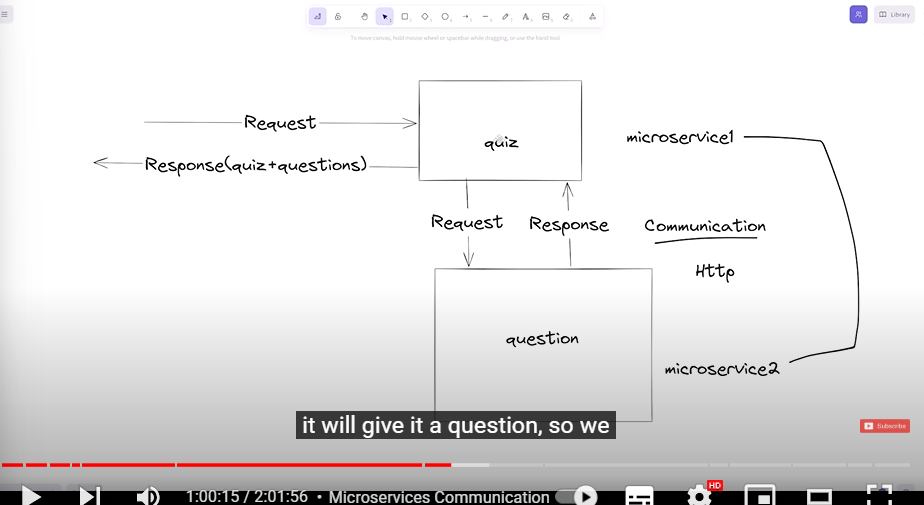 Library
To move canvas, hold mouse wheel or spacebar while dragging, or use the hand tool
Request
quiz
microservice1
Response(quiz+questions)
Request
Response
Communication
Http
question
microservice2
it will give it a question, so we
Subscribe
1:00:15 / 2:01:56 • Microservices Communication
HD